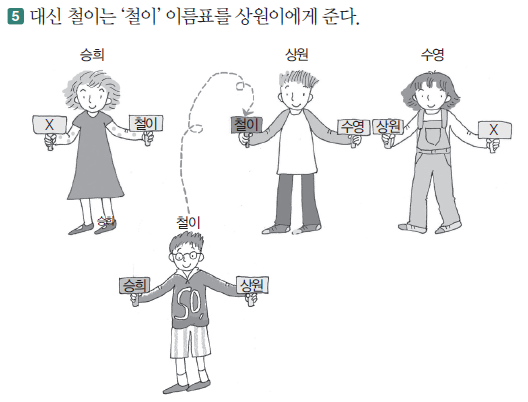 5 대신 철이는 ‘철이’ 이름표를 상원이에게 준다.
승희 상원 수영
X 철이 철이 수영 상원 X
승희
철이
승희 상원
SO,